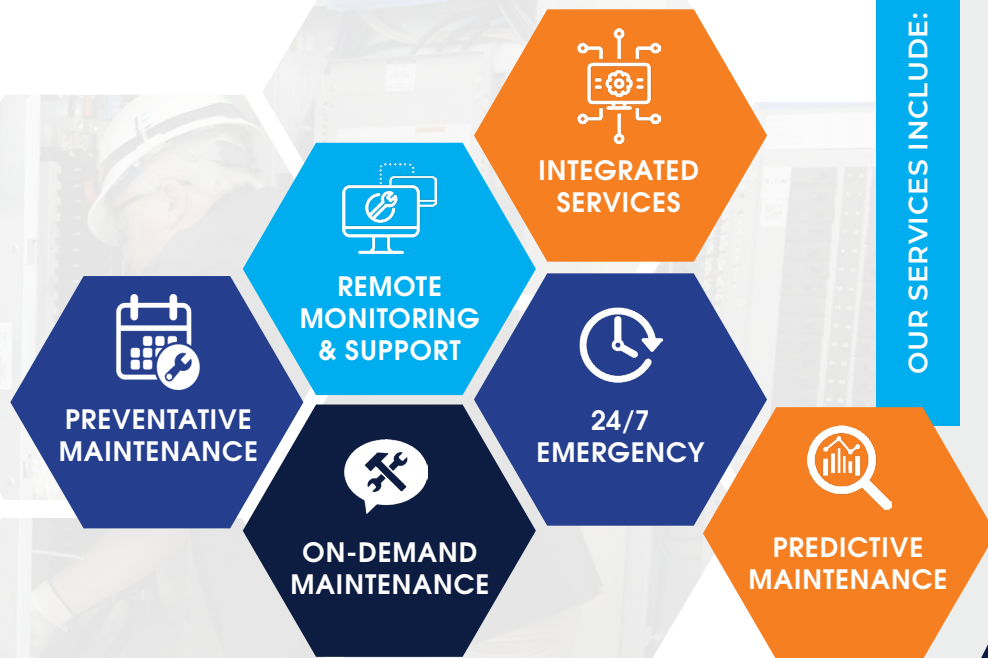 OUR SERVICES INCLUDE:
INTEGRATED
SERVICES
REMOTE
MONITORING
& SUPPORT
PREVENTATIVE
MAINTENANCE
24/7
EMERGENCY
ON-DEMAND
MAINTENANCE
PREDICTIVE
MAINTENANCE